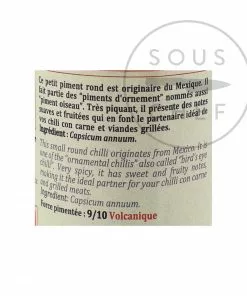 SOUS
CHEF
Ce petit piment rond est originaire du Mexique. Il
fait partie des "piments d'ornement" nommés aussi
"piment oiseau". Très piquant, il présente des notes
suaves et fruitées qui en font le partenaire idéal de
vos chilli con carne et viandes grillées.
Ingrédient : Capsicum annuum.
This small round chilli originates from Mexico. It is
one of the "ornamental chillis" also called "bird's eye
chili". Very spicy, it has sweet and fruity notes,
making it the ideal partner for your chilli con carne
and grilled meats.
Ingredient: Capsicum annuum.
Force pimentée : 9/10 Volcanique